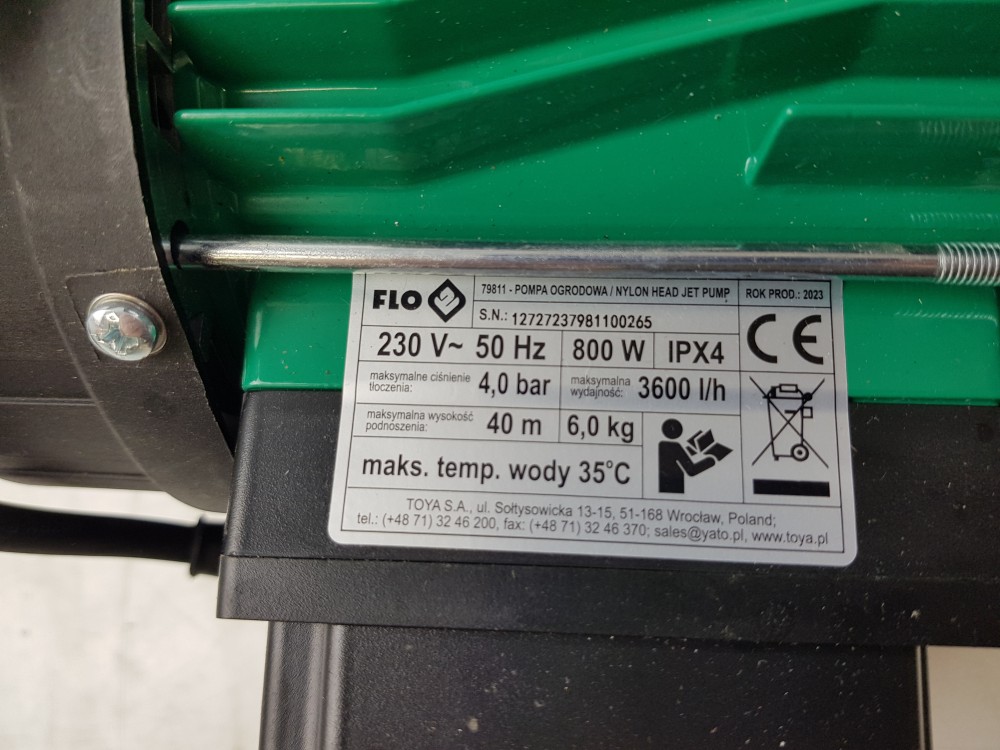 FLO
79811 - POMPA OGRODOWA / NYLON HEAD JET PUMP
ROK PROD.: 2023
S.N.: 12727237981100265
CE
230 V~ 50 Hz
800 W
IPX4
maksymalne ciśnienie
tłoczenia:
4,0 bar
maksymalna
wydajność:
3600 l/h
maksymalna wysokość
podnoszenia:
40 m
6,0 kg
maks. temp. wody 35°C
TOYA S.A., ul. Sołtysowicka 13-15, 51-168 Wrocław, Poland;
tel.: (+48 71) 32 46 200, fax: (+48 71) 32 46 370; sales@yato.pl, www.toya.pl